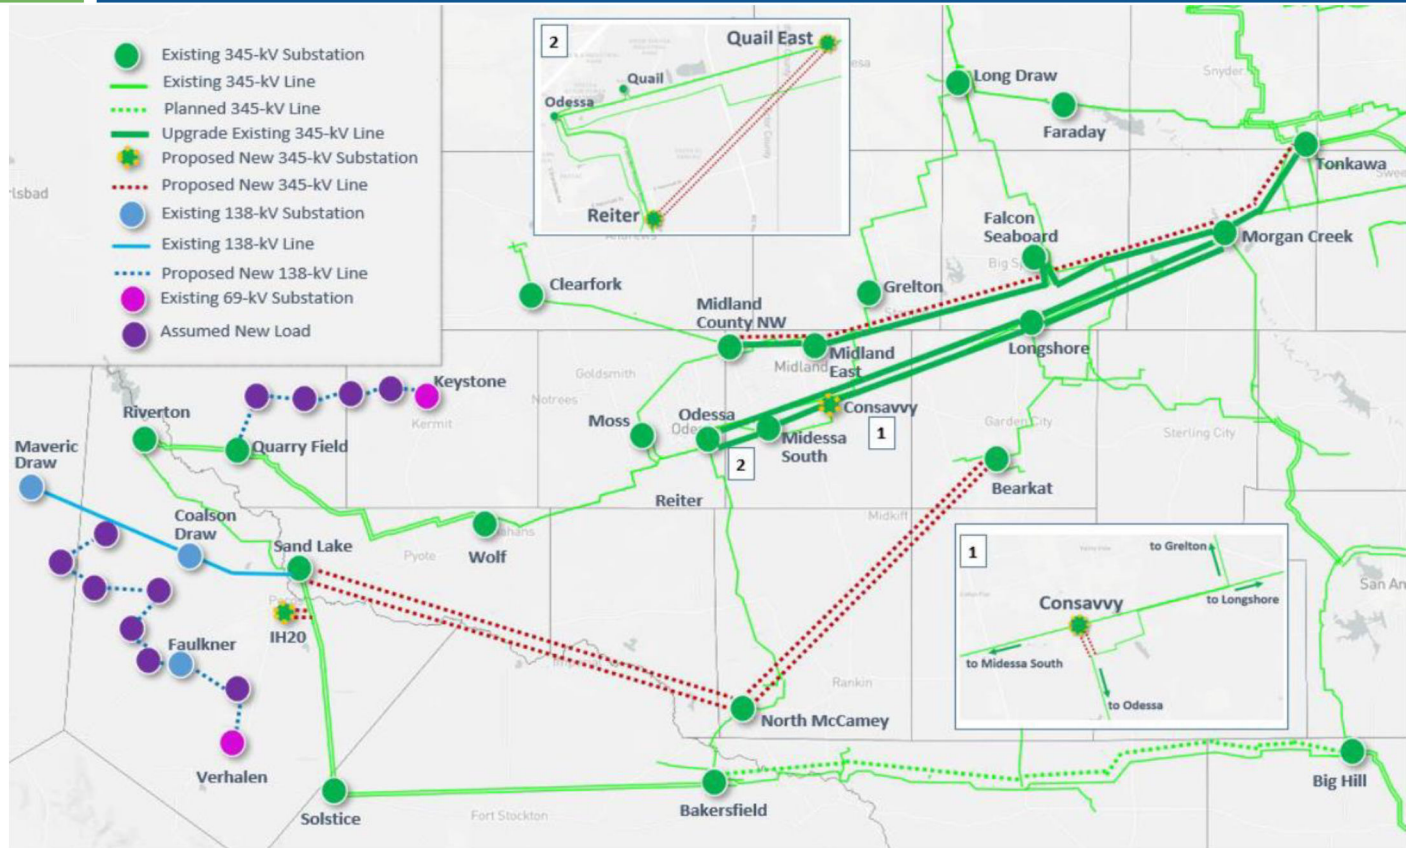 Existing 345-kV Substation
Existing 345-kV Line
Planned 345-kV Line
Upgrade Existing 345-kV Line
Proposed New 345-kV Substation
Proposed New 345-kV Line
Existing 138-kV Substation
Existing 138-kV Line
Proposed New 138-kV Line
Existing 69-kV Substation
Assumed New Load
2
Quail East
Quail
Odessa
Reiter
Andrews
Long Draw
Snyder
Faraday
Tonkawa
Falcon
Seaboard
Morgan Creek
Clearfork
Grelton
Midland
County NW
Longshore
Midland
Midland
East
Goldsmith
Notrees
Keystone
Kermit
Riverton
Quarry Field
Moss
Odessa
Consavvy
1
Midessa
South
2
Garden City
Sterling City
Maveric
Draw
Bearkat
Reiter
Midkiff
Coalson
Draw
Sand Lake
Wolf
Pyote
IH20
Faulkner
Verhalen
Rankin
North McCamey
1
to Grelton
Consavvy
to Longshore
to Midessa South
to Odessa
Solstice
Fort Stockton
Bakersfield
Big Hill